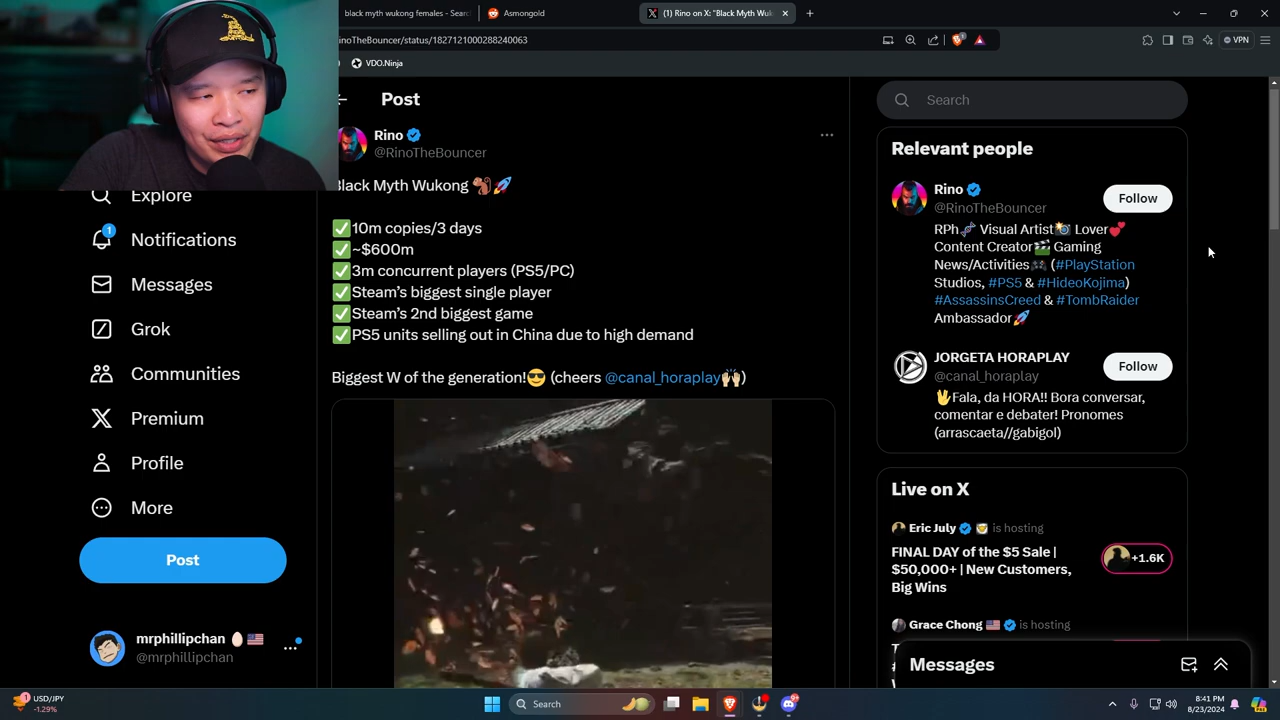 black myth wukong females - Searc
Asmongold
(1) Rino on X: "Black Myth Wuk
inoTheBouncer/status/1827121000288240063
VPN
VDO.Ninja
Post
Rino
@RinoTheBouncer
Black Myth Wukong 🐿️🚀
✅10m copies/3 days
✅~$600m
✅3m concurrent players (PS5/PC)
✅Steam’s biggest single player
✅Steam’s 2nd biggest game
✅PS5 units selling out in China due to high demand
Biggest W of the generation!😎 (cheers @canal_horaplay🙌🏻)
Explore
1
Notifications
Messages
Grok
Communities
Premium
Profile
More
Post
mrphillipchan 🥚🇺🇸
@mrphillipchan
Search
Relevant people
Rino
@RinoTheBouncer
Follow
RPh🧬 Visual Artist📸 Lover💕
Content Creator🎬 Gaming
News/Activities🎮 (#PlayStation
Studios, #PS5 & #HideoKojima)
#AssassinsCreed & #TombRaider
Ambassador🚀
JORGETA HORAPLAY
@canal_horaplay
Follow
🖖Fala, da HORA!! Bora conversar,
comentar e debater! Pronomes
(arrascaeta//gabigol)
Live on X
Eric July is hosting
FINAL DAY of the $5 Sale |
$50,000+ | New Customers,
Big Wins
+1.6K
Grace Chong 🇺🇸 is hosting
Messages
1
USD/JPY
-1.29%
Search
8:41 PM
8/23/2024